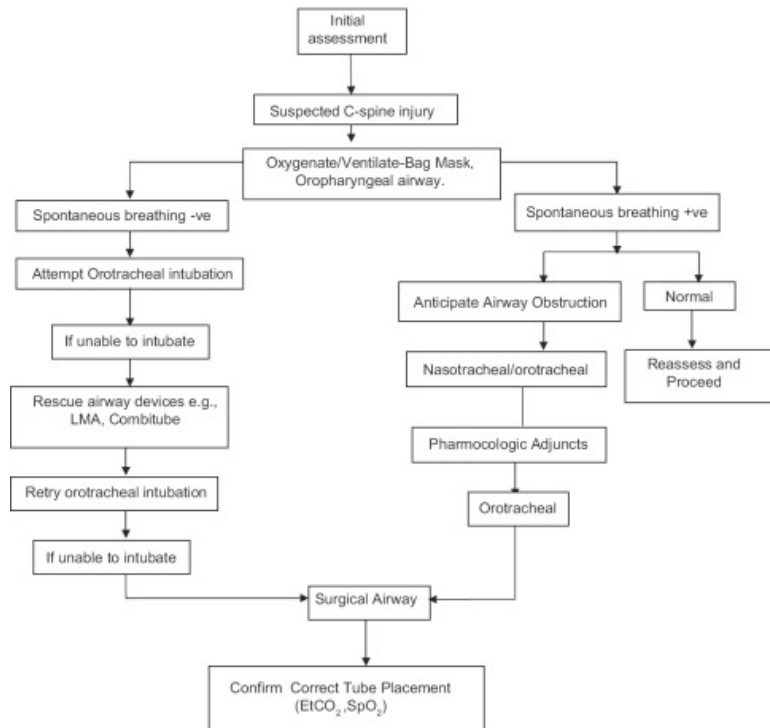 Initial
assessment
Suspected C-spine injury
Oxygenate/Ventilate-Bag Mask,
Oropharyngeal airway.
Spontaneous breathing -ve
Spontaneous breathing +ve
Attempt Orotracheal intubation
Anticipate Airway Obstruction
Normal
If unable to intubate
Nasotracheal/orotracheal
Reassess and
Proceed
Rescue airway devices e.g.,
LMA, Combitube
Pharmocologic Adjuncts
Retry orotracheal intubation
Orotracheal
If unable to intubate
Surgical Airway
Confirm Correct Tube Placement
(EtCO₂,SpO₂)